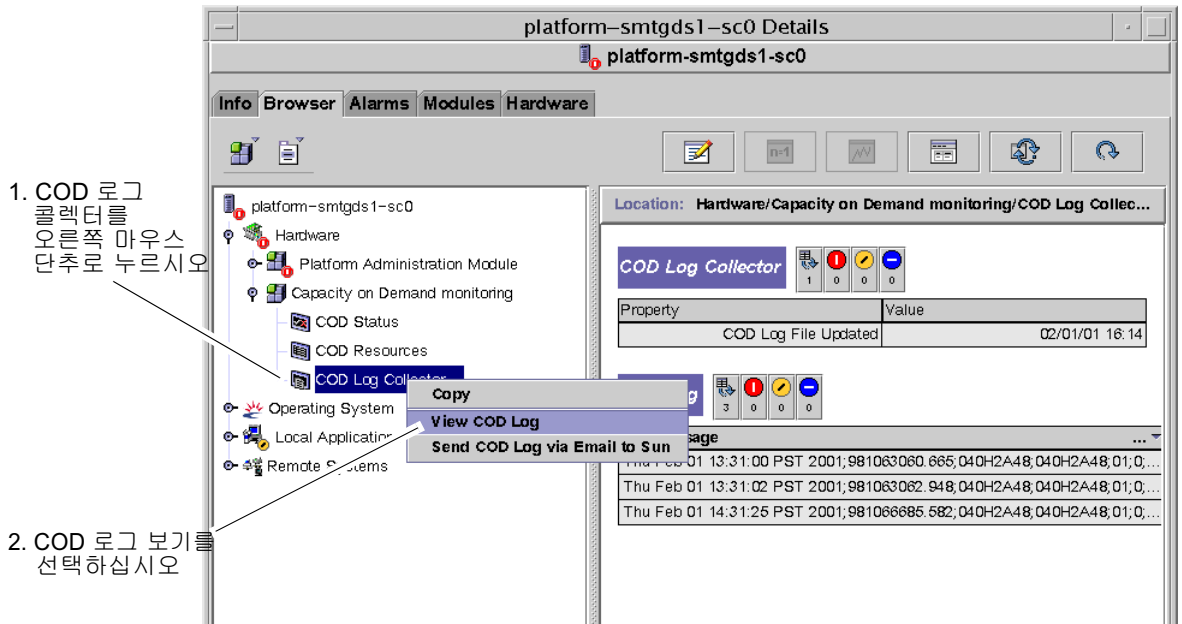 platform-smtgds1-sc0 Details
platform-smtgds1-sc0
Info Browser Alarms Modules Hardware
n=1
1. COD 로그
콜렉터를
오른쪽 마우스
단추로 누르시오
platform-smtgds1-sc0
Hardware
Platform Administration Module
Capacity on Demand monitoring
COD Status
COD Resources
COD Log Collector
Operating System
Local Application
Remote Systems
Copy
View COD Log
Send COD Log via Email to Sun
2. COD 로그 보기를
선택하십시오
Location: Hardware/Capacity on Demand monitoring/COD Log Collec...
COD Log Collector 1 0 0 0
Property Value
COD Log File Updated 02/01/01 16:14
g 3 0 0 0
sage ...
Thu Feb 01 13:31:00 PST 2001;981063060.665;040H2A48;040H2A48;01;0;...
Thu Feb 01 13:31:02 PST 2001;981063062.948;040H2A48;040H2A48;01;0;...
Thu Feb 01 14:31:25 PST 2001;981066685.582;040H2A48;040H2A48;01;0;...